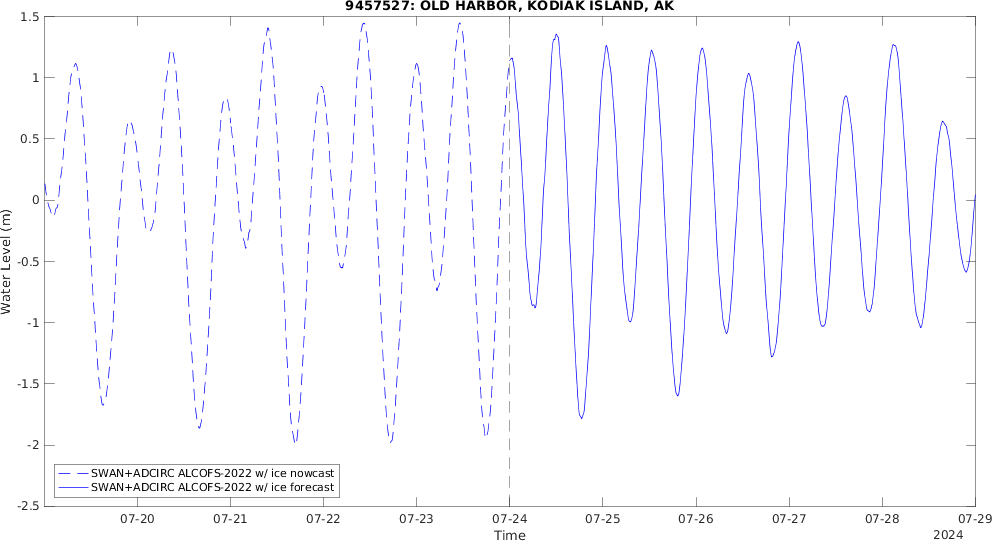 9457527: OLD HARBOR, KODIAK ISLAND, AK
1.5
1
0.5
0
-0.5
-1
-1.5
-2
-2.5
Water Level (m)
SWAN+ADCIRC ALCOFS-2022 w/ ice nowcast
SWAN+ADCIRC ALCOFS-2022 w/ ice forecast
07-20 07-21 07-22 07-23 07-24 07-25 07-26 07-27 07-28 07-29
Time
2024